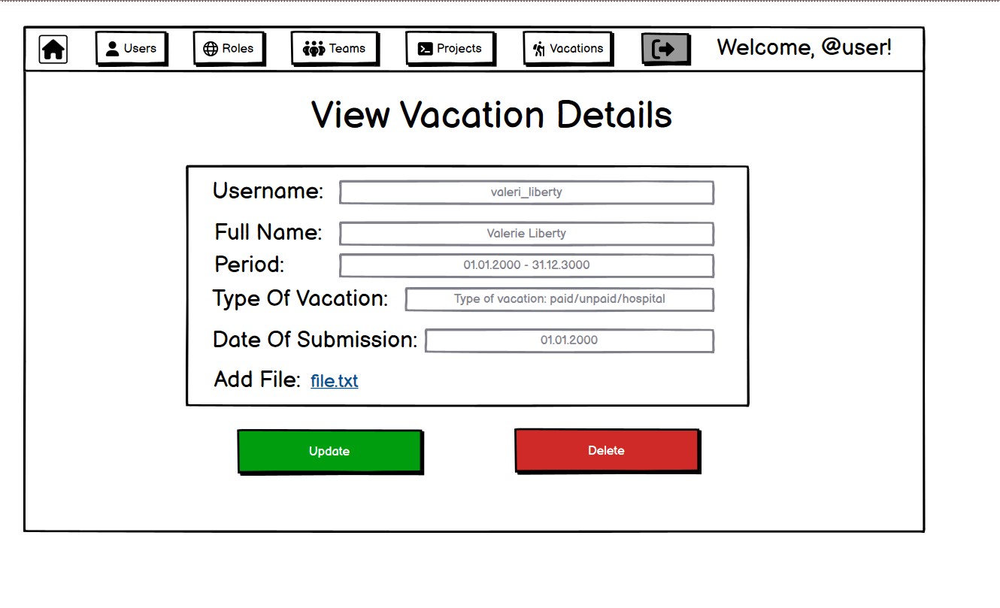 Users Roles Teams Projects Vacations Welcome, @user!
View Vacation Details
Username: valeri_liberty
Full Name: Valerie Liberty
Period: 01.01.2000 - 31.12.3000
Type Of Vacation: Type of vacation: paid/unpaid/hospital
Date Of Submission: 01.01.2000
Add File: file.txt
Update Delete